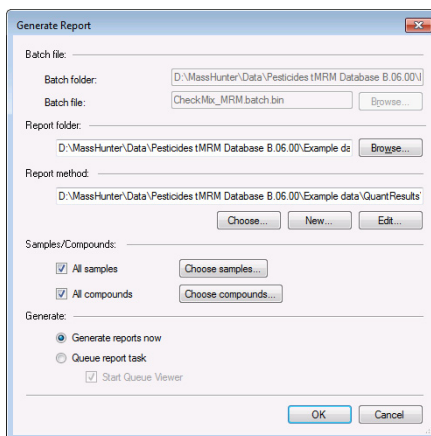 Generate Report
Batch file:
Batch folder: D:\MassHunter\Data\Pesticides tMRM Database B.06.00\
Batch file: CheckMix_MRM.batch.bin Browse...
Report folder:
D:\MassHunter\Data\Pesticides tMRM Database B.06.00\Example da Browse...
Report method:
D:\MassHunter\Data\Pesticides tMRM Database B.06.00\Example data\QuantResults
Choose... New... Edit...
Samples/Compounds:
All samples Choose samples...
All compounds Choose compounds...
Generate:
Generate reports now
Queue report task
Start Queue Viewer
OK Cancel